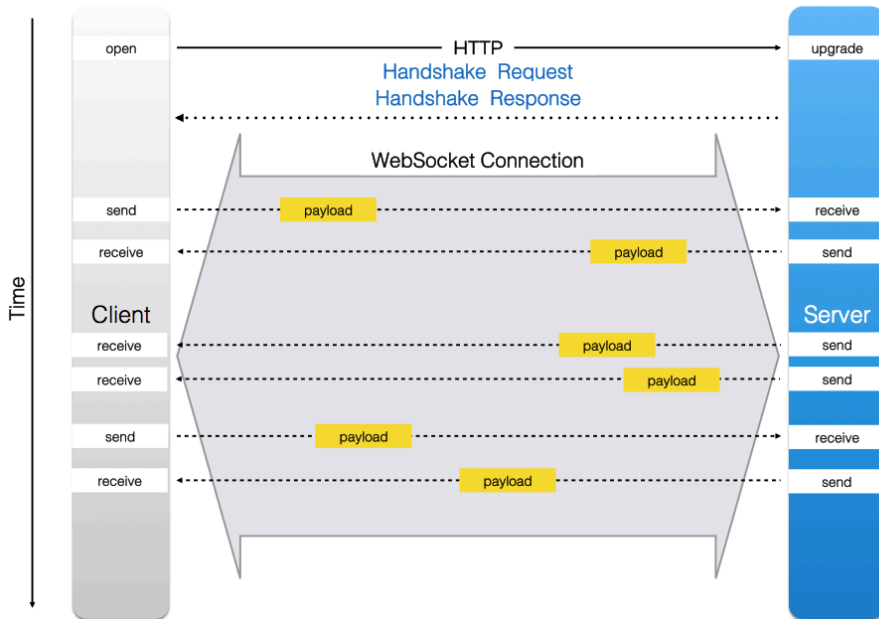 open
HTTP
upgrade
Handshake Request
Handshake Response
WebSocket Connection
send
payload
receive
receive
payload
send
Time
Client
Server
receive
payload
send
receive
payload
send
send
payload
receive
receive
payload
send